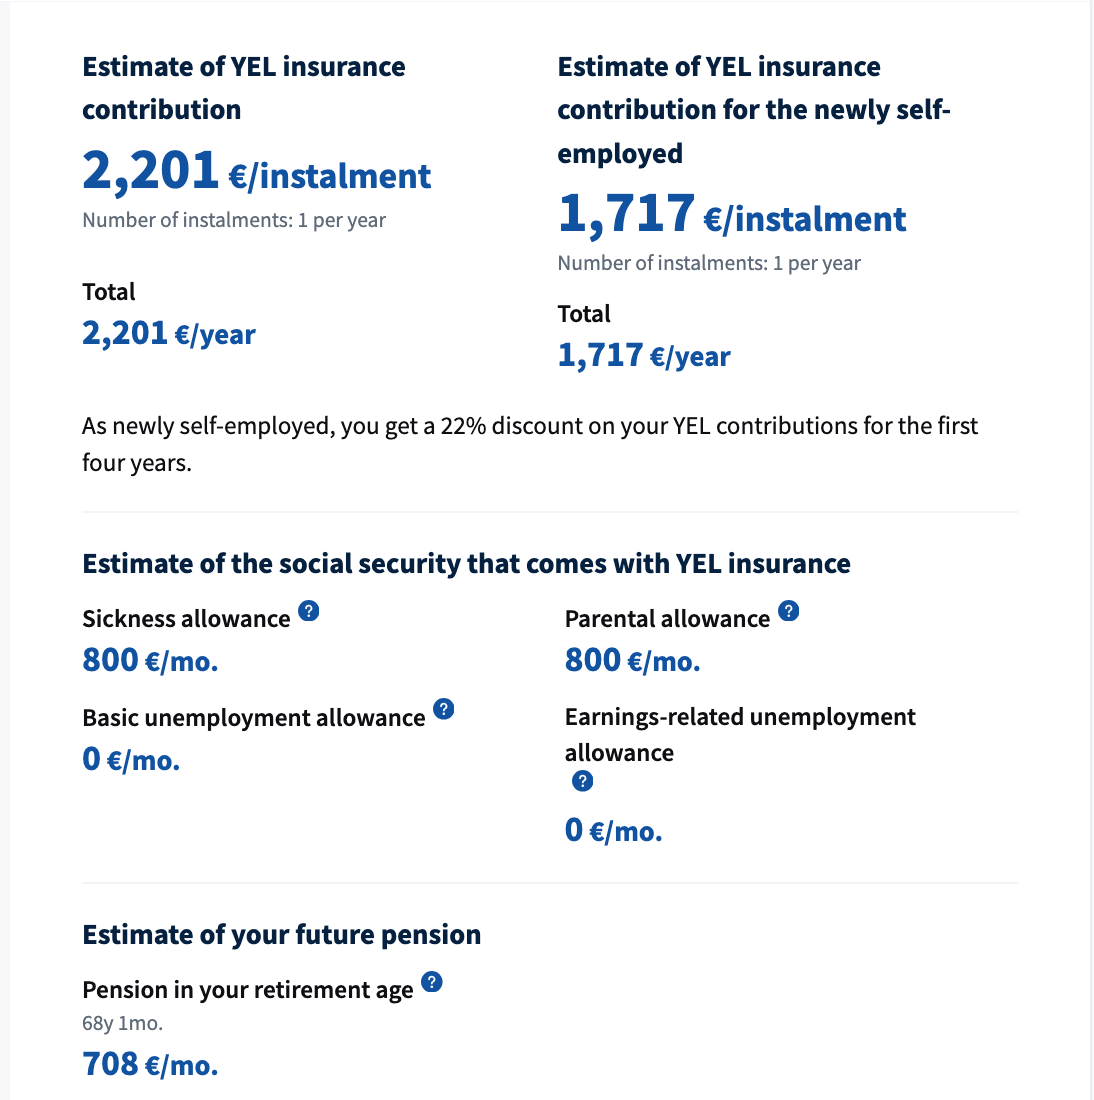 Estimate of YEL insurance
contribution
2,201 €/instalment
Number of instalments: 1 per year
Total
2,201 €/year
Estimate of YEL insurance
contribution for the newly self-
employed
1,717 €/instalment
Number of instalments: 1 per year
Total
1,717 €/year
As newly self-employed, you get a 22% discount on your YEL contributions for the first
four years.
Estimate of the social security that comes with YEL insurance
Sickness allowance ?
800 €/mo.
Parental allowance ?
800 €/mo.
Basic unemployment allowance ?
0 €/mo.
Earnings-related unemployment
allowance
?
0 €/mo.
Estimate of your future pension
Pension in your retirement age ?
68y 1mo.
708 €/mo.